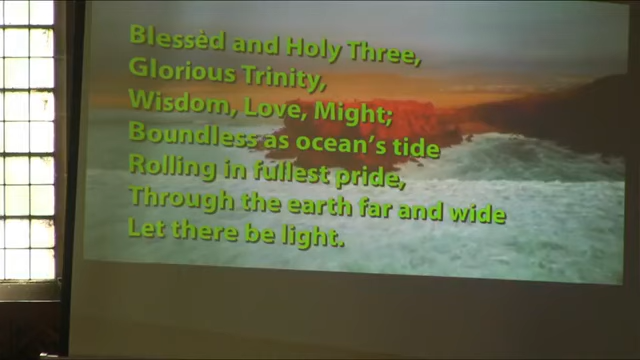 Blessèd and Holy Three,
Glorious Trinity,
Wisdom, Love, Might;
Boundless as ocean's tide
Rolling in fullest pride,
Through the earth far and wide
Let there be light.